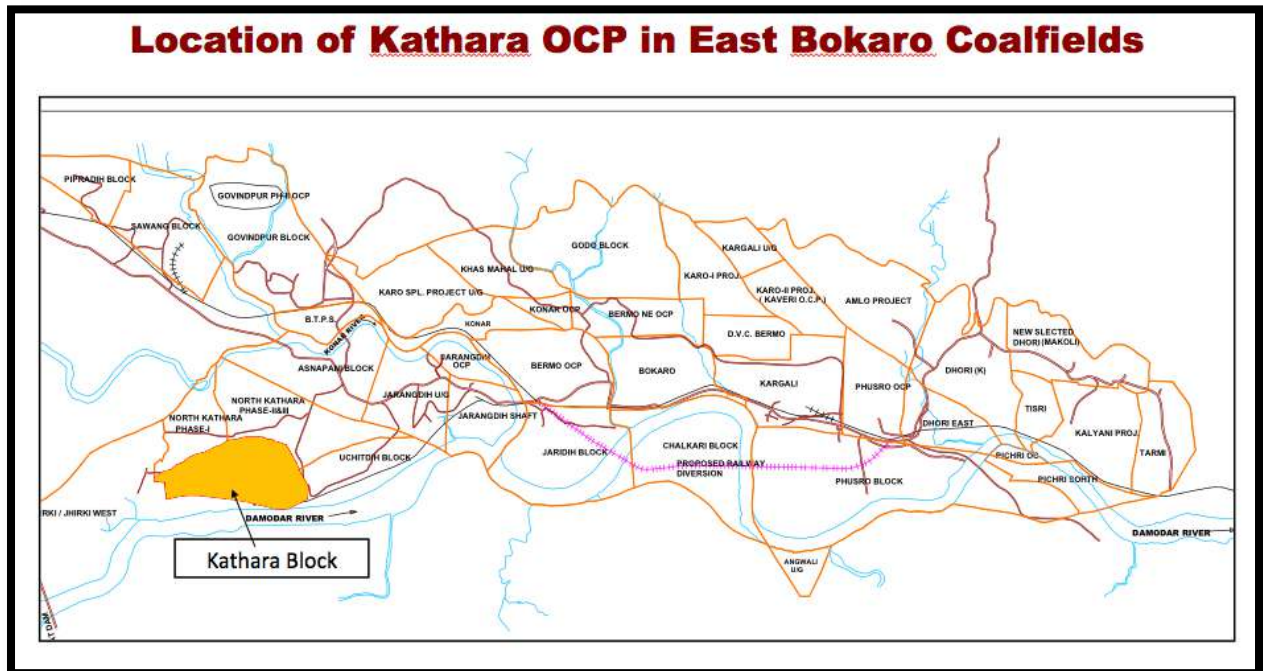 Location of Kathara OCP in East Bokaro Coalfields
PIPRADIH BLOCK
GOVINDPUR PH-II OCP
SAWANG BLOCK
GOVINDPUR BLOCK
GODO BLOCK
KARGALI U/G
KHAS MAHAL U/G
KARO-I PROJ.
KARO SPL. PROJECT U/G
KARO-II PROJ.
( KAVERI O.C.P.)
AMLO PROJECT
KONAR OCP
BERMO NE OCP
B.T.P.S.
KONAR RIVER
KONAR
D.V.C. BERMO
NEW SLECTED
DHORI (MAKOLI)
ASNAPANI BLOCK
SARANGDIH
OCP
BERMO OCP
BOKARO
DHORI (K)
KARGALI
PHUSRO OCP
JARANGDIH U/G
NORTH KATHARA
PHASE-II&III
TISRI
NORTH KATHARA
PHASE-I
JARANGDIH SHAFT
DHORI EAST
KALYANI PROJ.
CHALKARI BLOCK
JARIDIH BLOCK
UCHITDIH BLOCK
PICHRI OC
TARMI
PROPOSED RAILWAY
DIVERSION
PHUSRO BLOCK
PICHRI SOHTH
IRKI / JHIRKI WEST
DAMODAR RIVER
DAMODAR RIVER
Kathara Block
ANGWALI
U/G
AT DAM